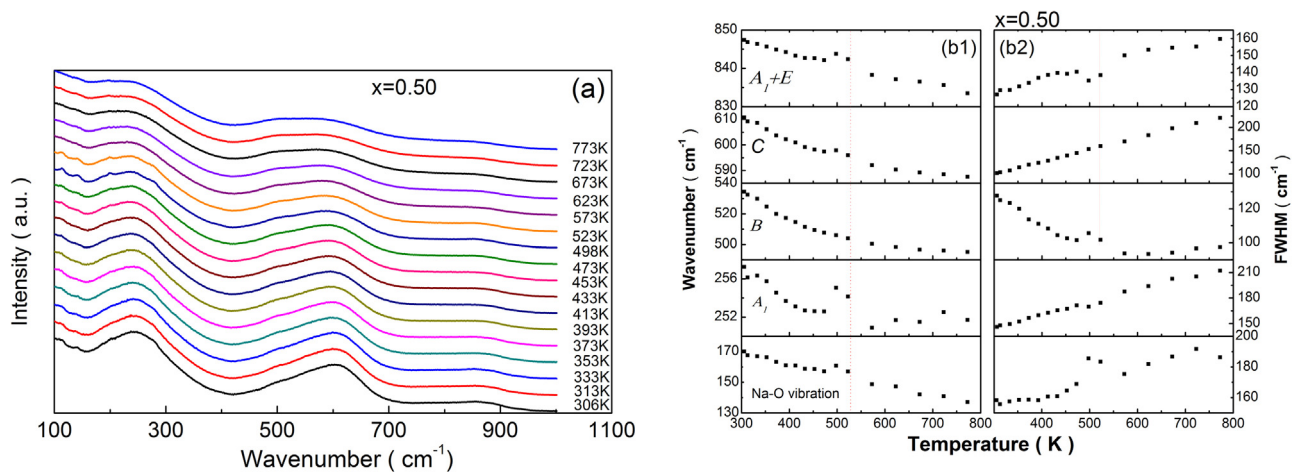 x=0.50
(a)
773K
723K
673K
623K
573K
523K
498K
473K
453K
433K
413K
393K
373K
353K
333K
313K
306K
Intensity ( a.u. )
100 300 500 700 900 1100
Wavenumber ( cm⁻¹)
x=0.50
(b1)
(b2)
850
840
830
A₁+E
610
600
590
C
540
520
500
B
256
252
A₁
170
150
130
Na-O vibration
Wavenumber ( cm⁻¹)
160
150
140
130
120
200
150
100
120
100
210
180
150
200
180
160
FWHM ( cm⁻¹)
300 400 500 600 700 800
400 500 600 700 800
Temperature ( K )